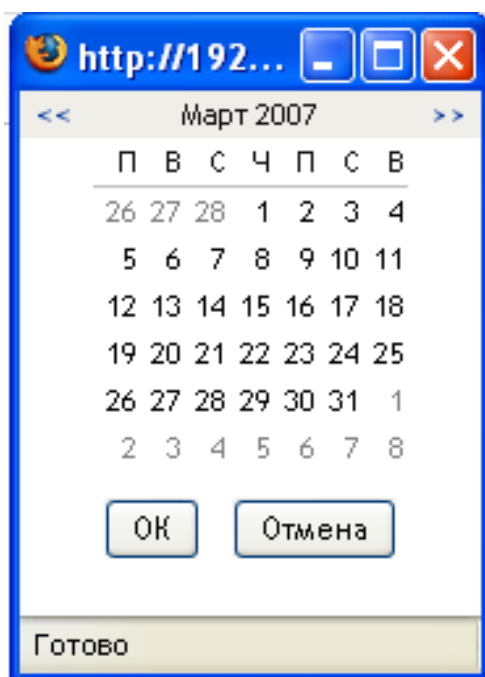 http://192...
<< Март 2007 >>
П В С Ч П С В
26 27 28 1 2 3 4
5 6 7 8 9 10 11
12 13 14 15 16 17 18
19 20 21 22 23 24 25
26 27 28 29 30 31 1
2 3 4 5 6 7 8
ОК Отмена
Готово